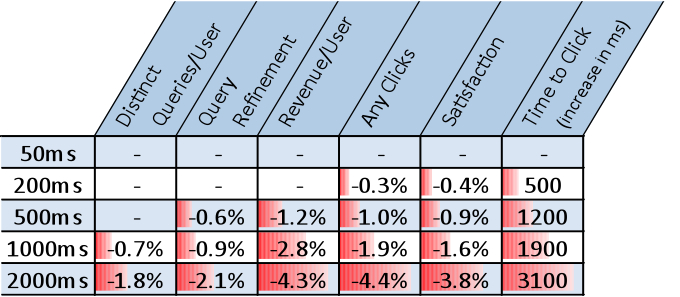 Distinct
Queries/User
Query
Refinement
Revenue/User
Any Clicks
Satisfaction
Time to Click
(increase in ms)
50ms - - - - - -
200ms - - - -0.3% -0.4% 500
500ms - -0.6% -1.2% -1.0% -0.9% 1200
1000ms -0.7% -0.9% -2.8% -1.9% -1.6% 1900
2000ms -1.8% -2.1% -4.3% -4.4% -3.8% 3100